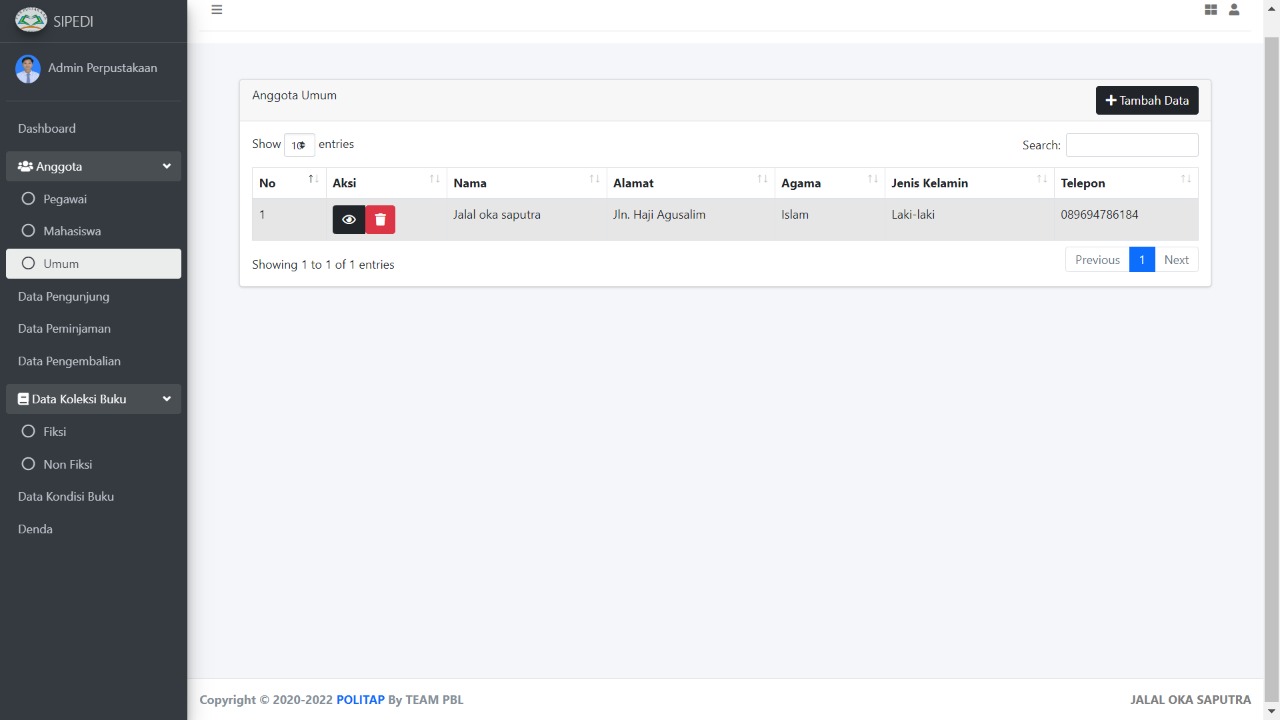 SIPEDI
Admin Perpustakaan
Dashboard
Anggota
Pegawai
Mahasiswa
Umum
Data Pengunjung
Data Peminjaman
Data Pengembalian
Data Koleksi Buku
Fiksi
Non Fiksi
Data Kondisi Buku
Denda
Anggota Umum
Tambah Data
Show 10 entries
Search:
No Aksi Nama Alamat Agama Jenis Kelamin Telepon
1 Jalal oka saputra Jln. Haji Agusalim Islam Laki-laki 089694786184
Showing 1 to 1 of 1 entries
Previous 1 Next
Copyright © 2020-2022 POLITAP By TEAM PBL
JALAL OKA SAPUTRA